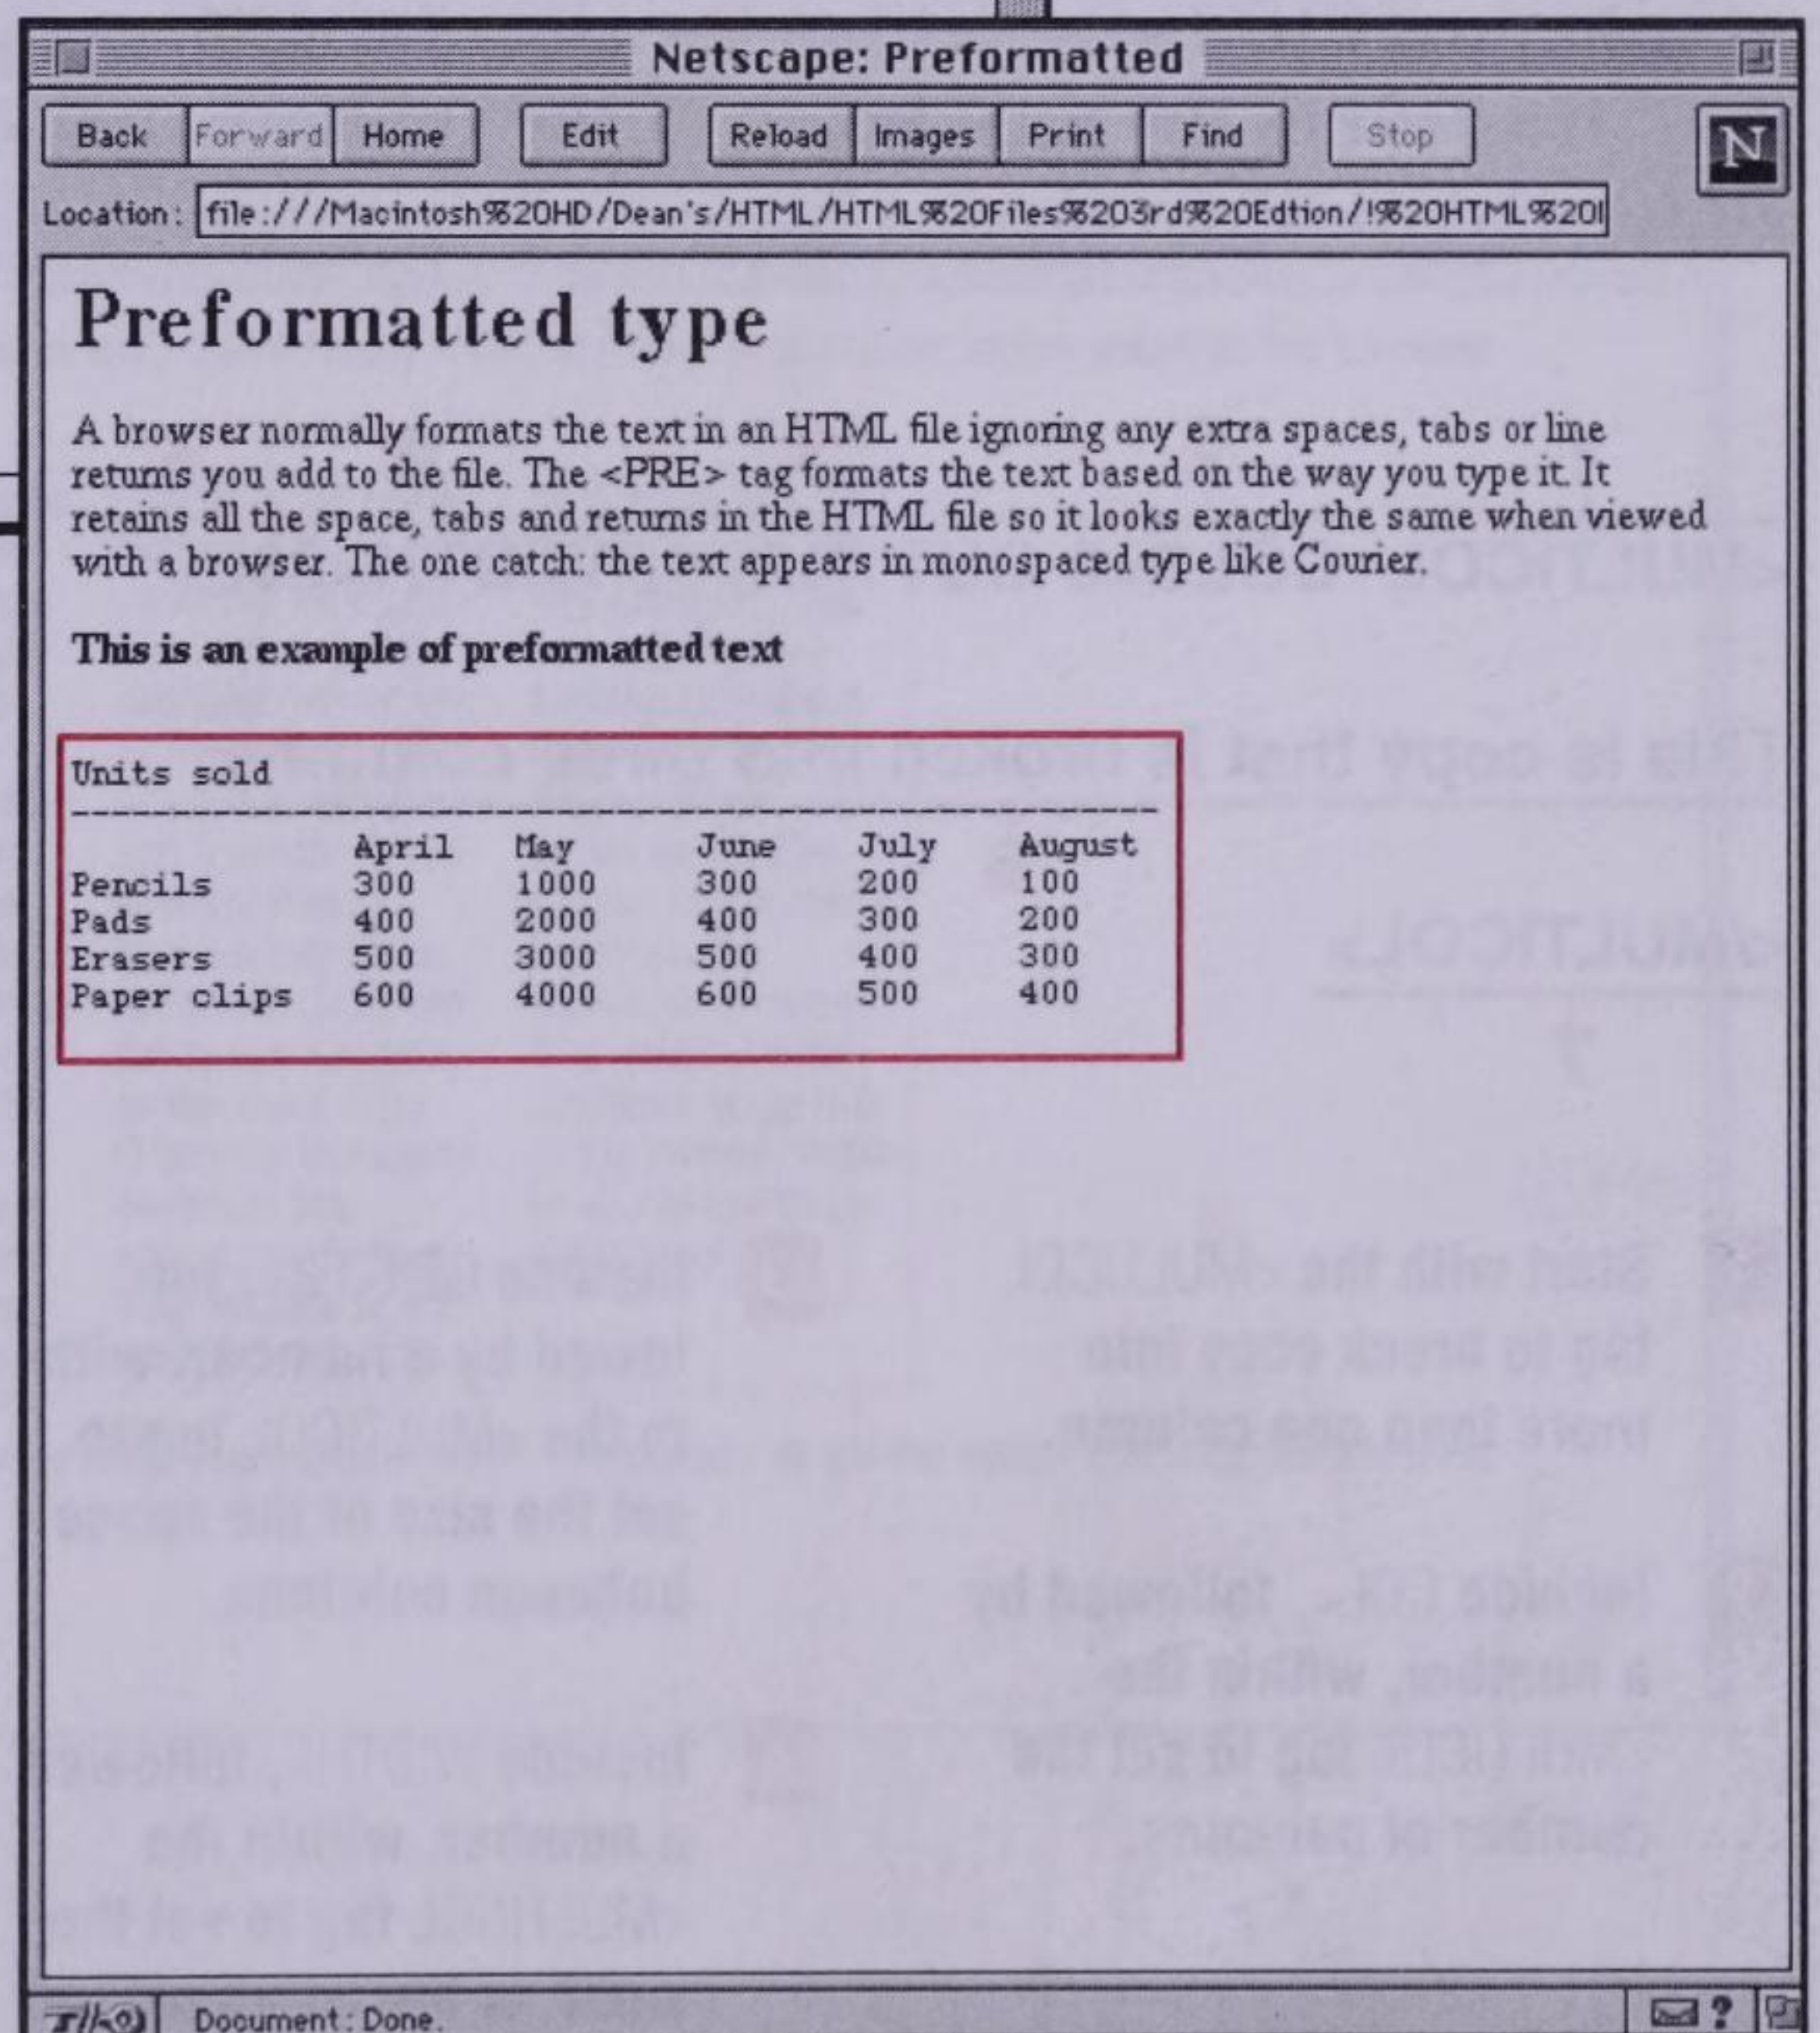 Netscape: Preformatted
Back Forward Home Edit Reload Images Print Find Stop N
Location: file:///Macintosh%20HD/Dean's/HTML/HTML%20Files%203rd%20Edtion/!%20HTML%20I
Preformatted type
A browser normally formats the text in an HTML file ignoring any extra spaces, tabs or line
returns you add to the file. The <PRE> tag formats the text based on the way you type it. It
retains all the space, tabs and returns in the HTML file so it looks exactly the same when viewed
with a browser. The one catch: the text appears in monospaced type like Courier.
This is an example of preformatted text
Units sold
------------------------------------------------------
April May June July August
Pencils 300 1000 300 200 100
Pads 400 2000 400 300 200
Erasers 500 3000 500 400 300
Paper clips 600 4000 600 500 400
Document: Done.
?